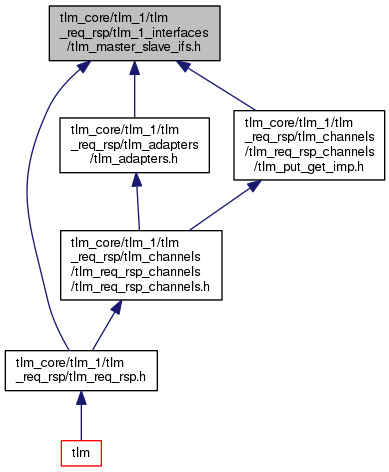 tlm_core/tlm_1/tlm
_req_rsp/tlm_1_interfaces
/tlm_master_slave_ifs.h
tlm_core/tlm_1/tlm
_req_rsp/tlm_adapters
/tlm_adapters.h
tlm_core/tlm_1/tlm
_req_rsp/tlm_channels
/tlm_req_rsp_channels
/tlm_put_get_imp.h
tlm_core/tlm_1/tlm
_req_rsp/tlm_channels
/tlm_req_rsp_channels
/tlm_req_rsp_channels.h
tlm_core/tlm_1/tlm
_req_rsp/tlm_req_rsp.h
tlm